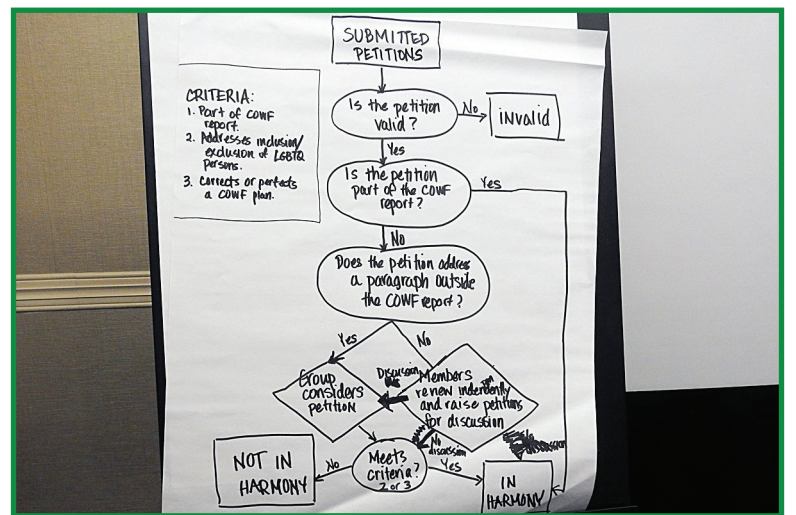 SUBMITTED
PETITIONS
CRITERIA:
1. Part of COWF
report.
2. Addresses inclusion/
exclusion of LGBTQ
persons.
3. Corrects or perfects
a COWF plan.
Is the petition
valid?
No
invalid
Yes
Is the petition
part of the COWF
report?
Yes
No
Does the petition address
a paragraph outside
the COWF report?
Yes
No
Group
considers
petition
Discussion
Members
review independently
and raise petitions
for discussion
No
discussion
discussion
Meets
criteria?
2 or 3
No
NOT IN
HARMONY
Yes
IN
HARMONY